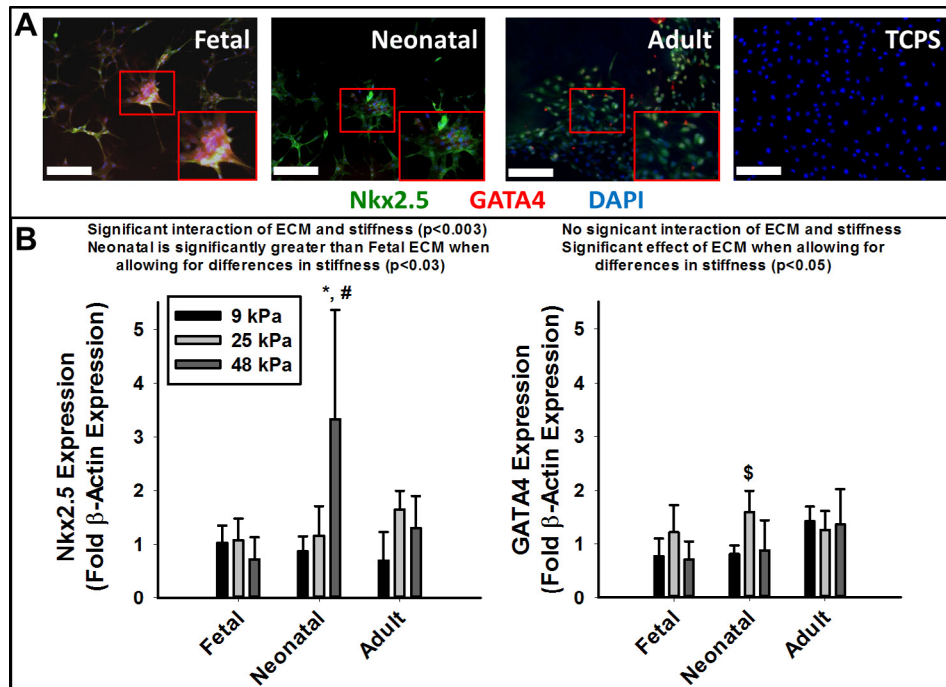 A
Fetal
Neonatal
Adult
TCPS
Nkx2.5 GATA4 DAPI
B
Significant interaction of ECM and stiffness (p<0.003)
Neonatal is significantly greater than Fetal ECM when
allowing for differences in stiffness (p<0.03)
Nkx2.5 Expression
(Fold β-Actin Expression)
5
4
3
2
1
0
9 kPa
25 kPa
48 kPa
*, #
Fetal
Neonatal
Adult
No signicant interaction of ECM and stiffness
Significant effect of ECM when allowing for
differences in stiffness (p<0.05)
GATA4 Expression
(Fold β-Actin Expression)
5
4
3
2
1
0
$
Fetal
Neonatal
Adult